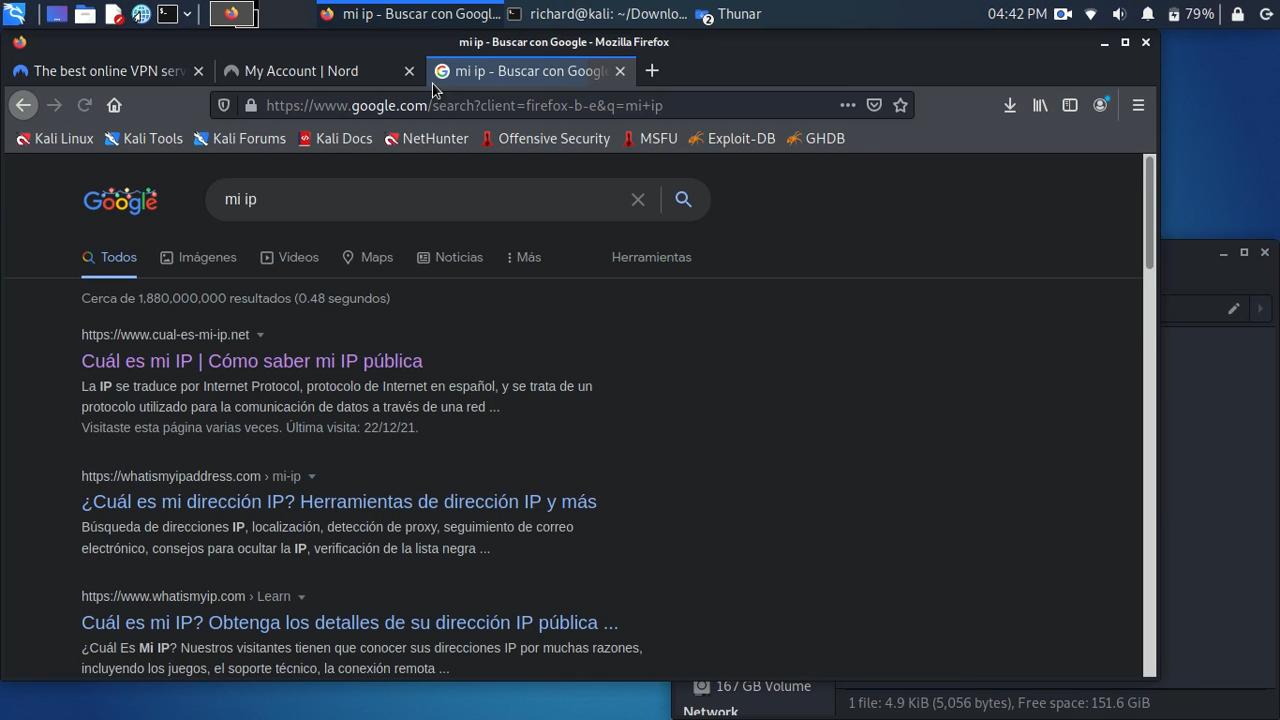 mi ip - Buscar con Googl...
richard@kali: ~/Downlo...
2
Thunar
04:42 PM
79%
mi ip - Buscar con Google - Mozilla Firefox
The best online VPN serv
My Account | Nord
mi ip - Buscar con Google
https://www.google.com/search?client=firefox-b-e&q=mi+ip
Kali Linux
Kali Tools
Kali Forums
Kali Docs
NetHunter
Offensive Security
MSFU
Exploit-DB
GHDB
Google
mi ip
Todos
Imágenes
Videos
Maps
Noticias
Más
Herramientas
Cerca de 1,880,000,000 resultados (0.48 segundos)
https://www.cual-es-mi-ip.net
Cuál es mi IP | Cómo saber mi IP pública
La IP se traduce por Internet Protocol, protocolo de Internet en español, y se trata de un
protocolo utilizado para la comunicación de datos a través de una red ...
Visitaste esta página varias veces. Última visita: 22/12/21.
https://whatismyipaddress.com › mi-ip
¿Cuál es mi dirección IP? Herramientas de dirección IP y más
Búsqueda de direcciones IP, localización, detección de proxy, seguimiento de correo
electrónico, consejos para ocultar la IP, verificación de la lista negra ...
https://www.whatismyip.com › Learn
Cuál es mi IP? Obtenga los detalles de su dirección IP pública ...
¿Cuál Es Mi IP? Nuestros visitantes tienen que conocer sus direcciones IP por muchas razones,
incluyendo los juegos, el soporte técnico, la conexión remota ...
167 GB Volume
Network
1 file: 4.9 KiB (5,056 bytes), Free space: 151.6 GiB